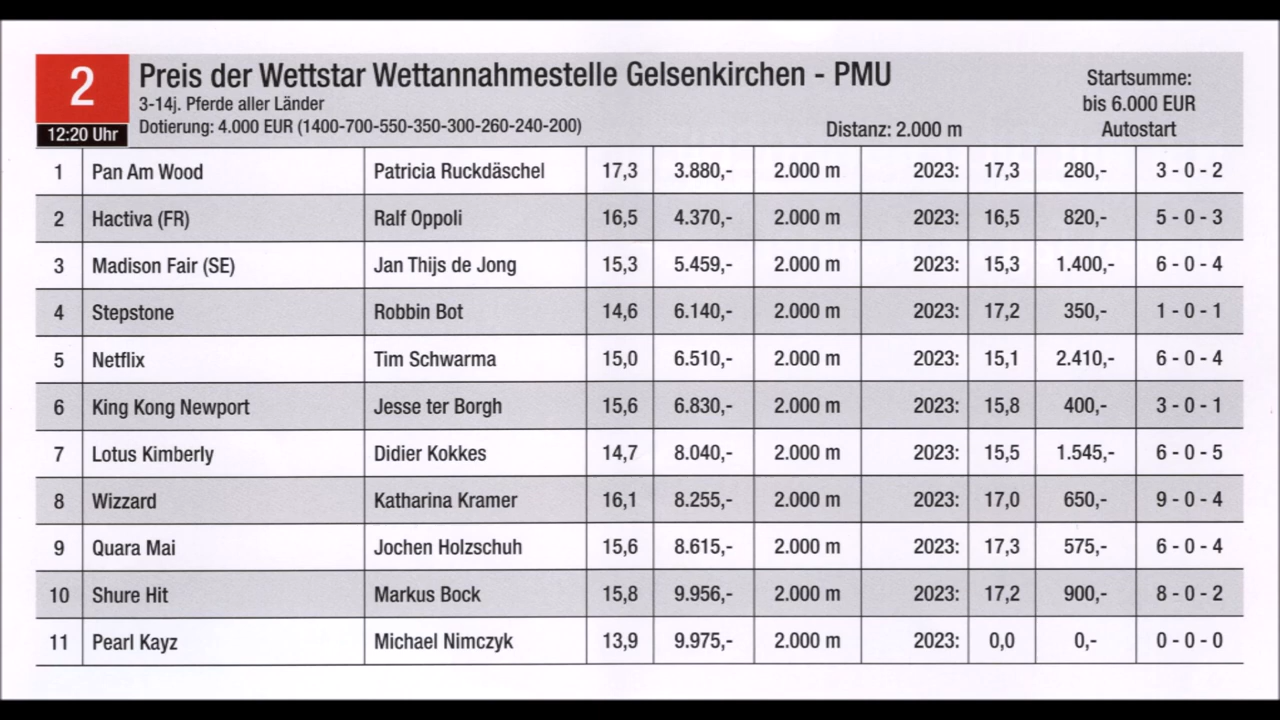 2
12:20 Uhr
Preis der Wettstar Wettannahmestelle Gelsenkirchen - PMU
3-14j. Pferde aller Länder
Dotierung: 4.000 EUR (1400-700-550-350-300-260-240-200)
Distanz: 2.000 m
Startsumme:
bis 6.000 EUR
Autostart
1 Pan Am Wood Patricia Ruckdäschel 17,3 3.880,- 2.000 m 2023: 17,3 280,- 3 - 0 - 2
2 Hactiva (FR) Ralf Oppoli 16,5 4.370,- 2.000 m 2023: 16,5 820,- 5 - 0 - 3
3 Madison Fair (SE) Jan Thijs de Jong 15,3 5.459,- 2.000 m 2023: 15,3 1.400,- 6 - 0 - 4
4 Stepstone Robbin Bot 14,6 6.140,- 2.000 m 2023: 17,2 350,- 1 - 0 - 1
5 Netflix Tim Schwarma 15,0 6.510,- 2.000 m 2023: 15,1 2.410,- 6 - 0 - 4
6 King Kong Newport Jesse ter Borgh 15,6 6.830,- 2.000 m 2023: 15,8 400,- 3 - 0 - 1
7 Lotus Kimberly Didier Kokkes 14,7 8.040,- 2.000 m 2023: 15,5 1.545,- 6 - 0 - 5
8 Wizzard Katharina Kramer 16,1 8.255,- 2.000 m 2023: 17,0 650,- 9 - 0 - 4
9 Quara Mai Jochen Holzschuh 15,6 8.615,- 2.000 m 2023: 17,3 575,- 6 - 0 - 4
10 Shure Hit Markus Bock 15,8 9.956,- 2.000 m 2023: 17,2 900,- 8 - 0 - 2
11 Pearl Kayz Michael Nimczyk 13,9 9.975,- 2.000 m 2023: 0,0 0,- 0 - 0 - 0